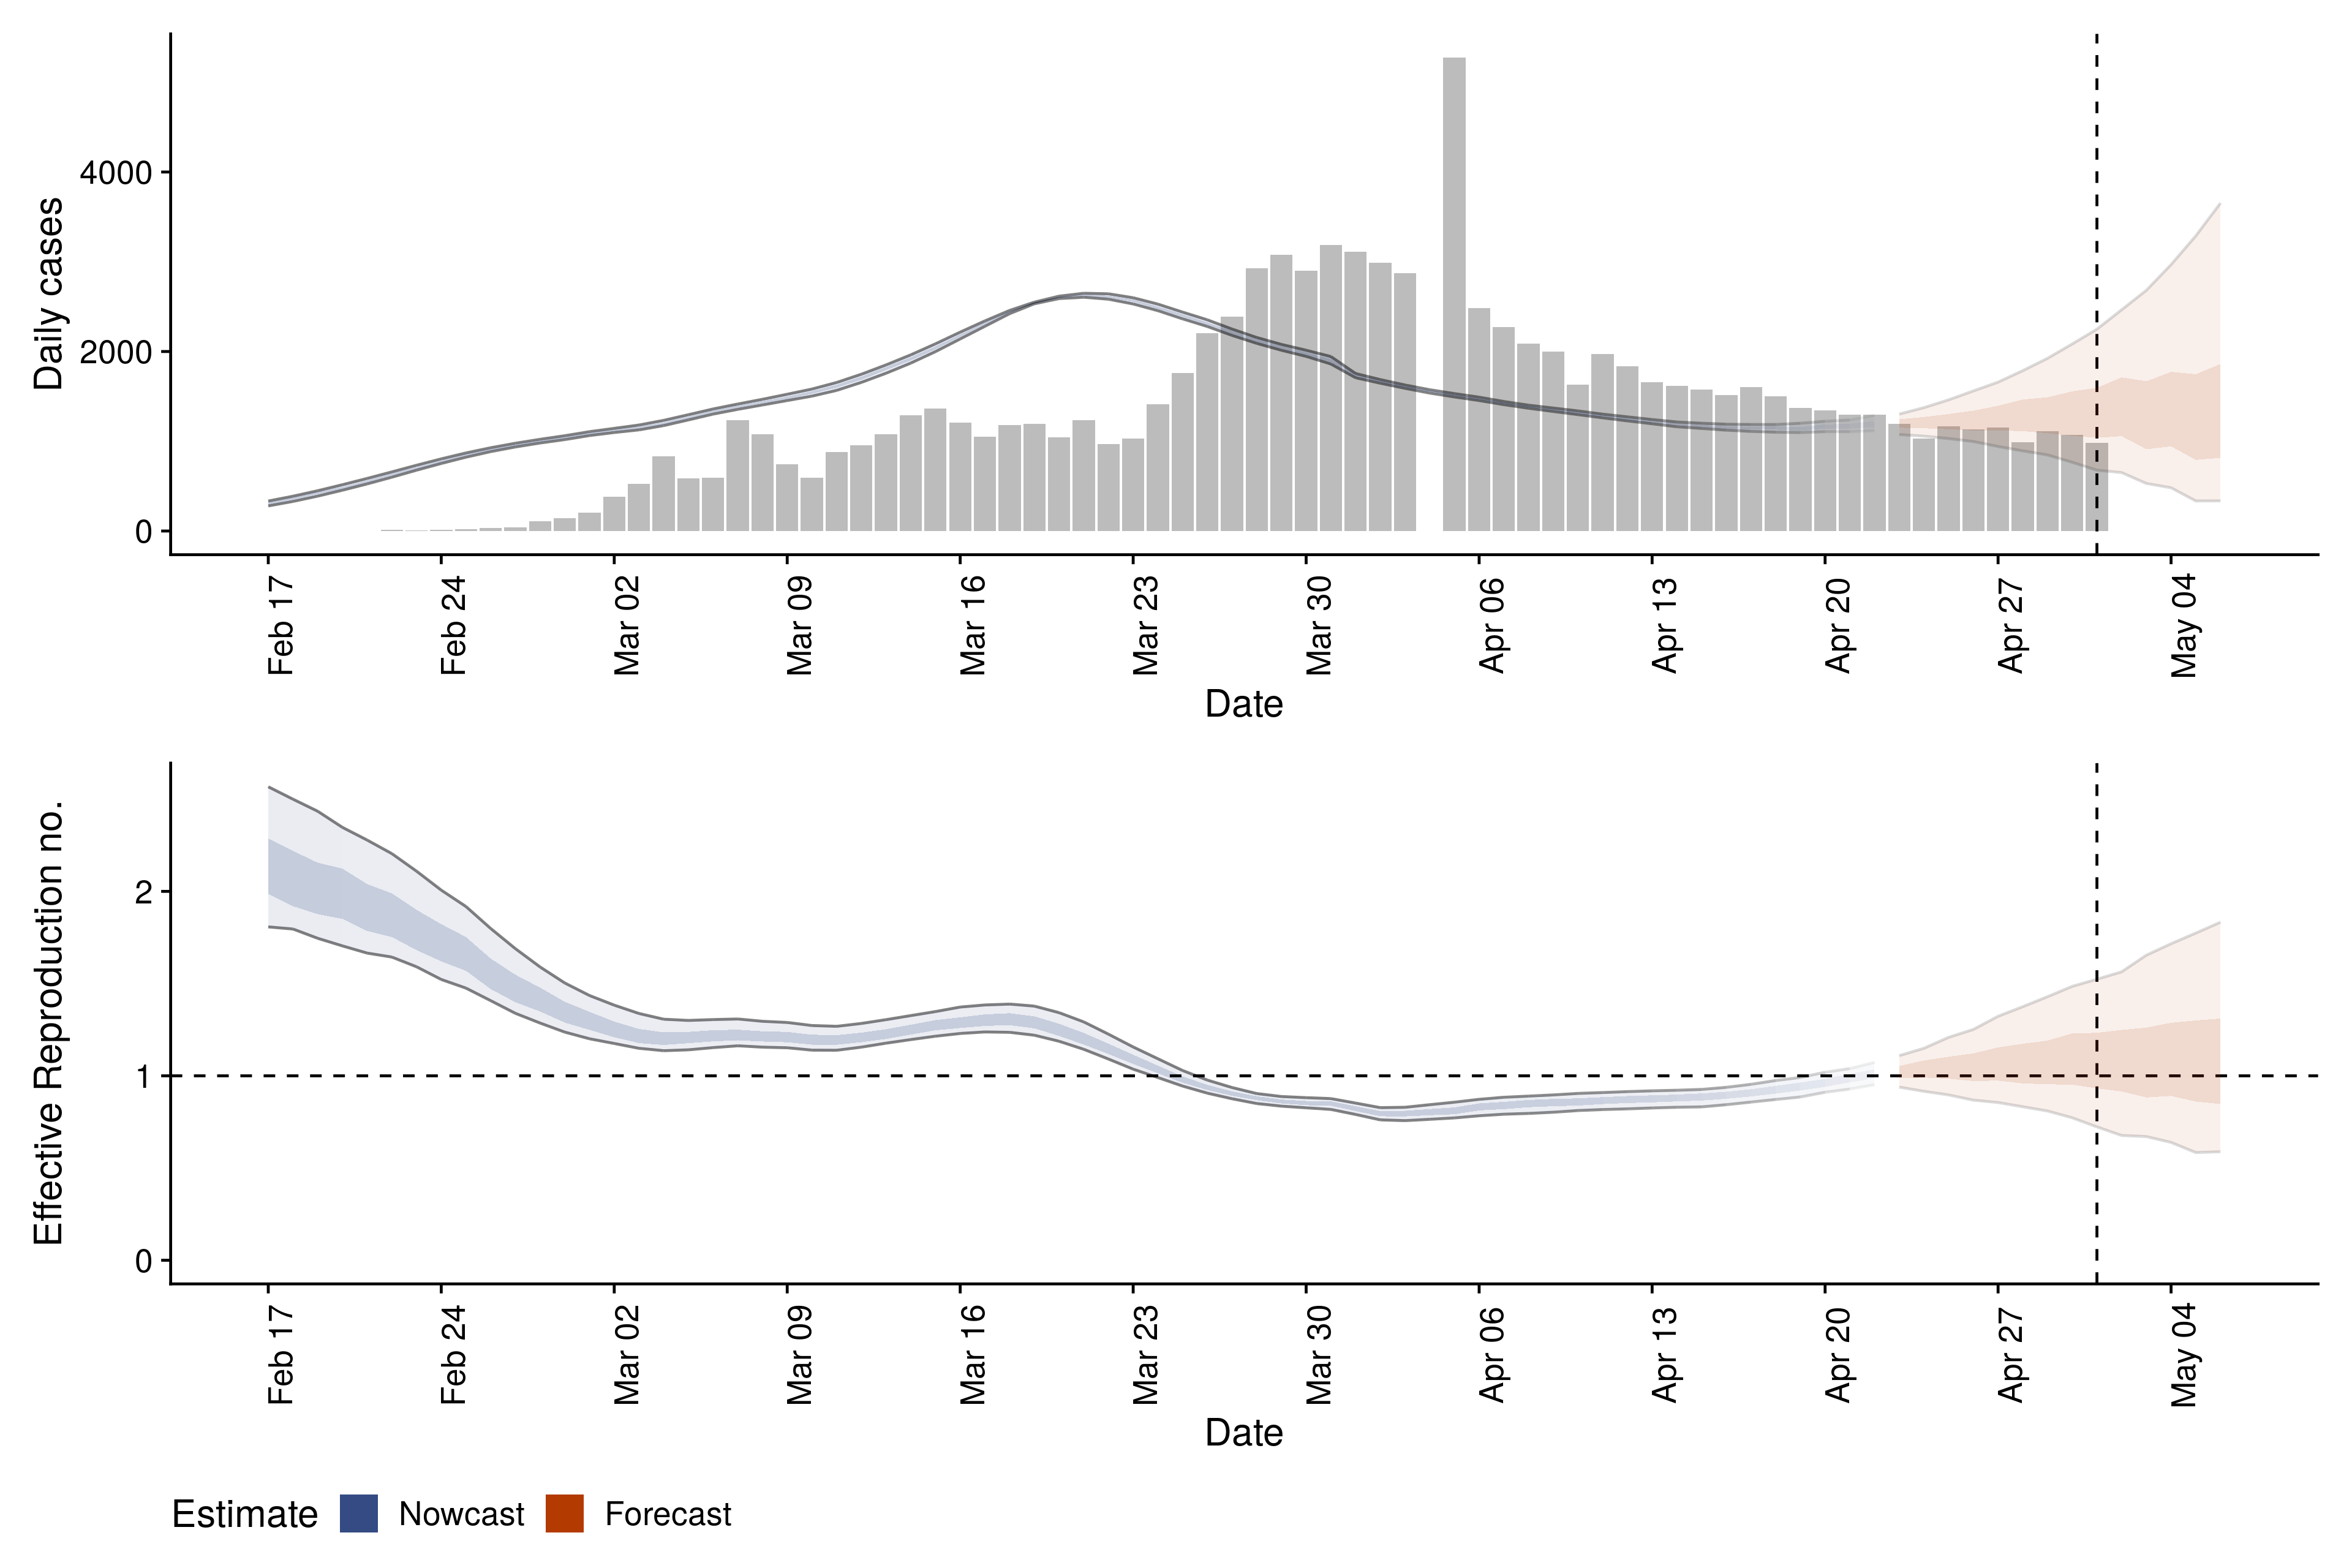 Daily cases
4000
2000
0
Feb 17
Feb 24
Mar 02
Mar 09
Mar 16
Mar 23
Mar 30
Apr 06
Apr 13
Apr 20
Apr 27
May 04
Date
Effective Reproduction no.
2
1
0
Feb 17
Feb 24
Mar 02
Mar 09
Mar 16
Mar 23
Mar 30
Apr 06
Apr 13
Apr 20
Apr 27
May 04
Date
Estimate Nowcast Forecast